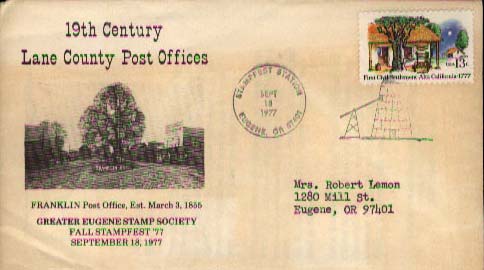 19th Century
Lane County Post Offices
FRANKLIN Post Office, Est. March 3, 1855
GREATER EUGENE STAMP SOCIETY
FALL STAMPFEST '77
SEPTEMBER 18, 1977
STAMPFEST STATION
SEPT
18
1977
EUGENE, OR 97401
USA 13c
First Civil Settlement Alta California·1777
Mrs. Robert Lemon
1280 Mill St.
Eugene, OR 97401